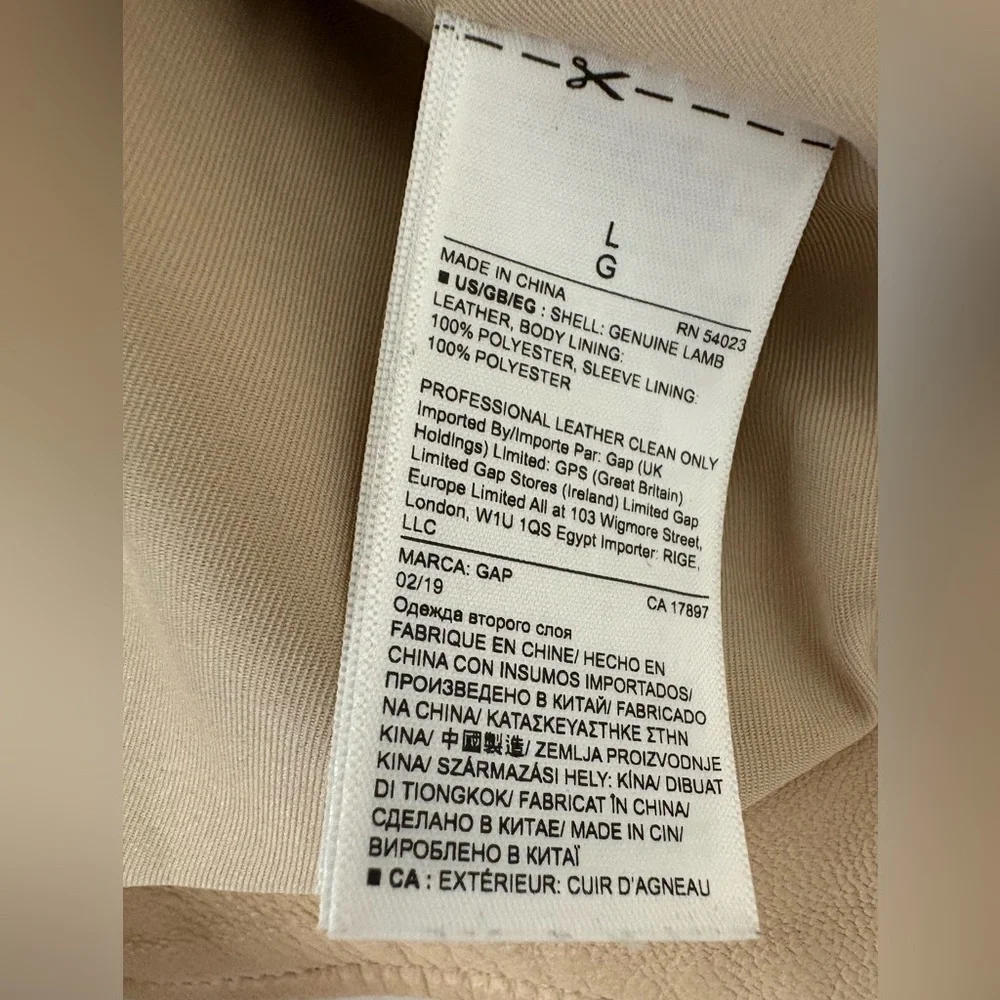 L
G
MADE IN CHINA
RN 54023
■ US/GB/EG : SHELL: GENUINE LAMB
LEATHER, BODY LINING:
100% POLYESTER, SLEEVE LINING:
100% POLYESTER
PROFESSIONAL LEATHER CLEAN ONLY
Imported By/Importe Par: Gap (UK
Holdings) Limited: GPS (Great Britain)
Limited Gap Stores (Ireland) Limited Gap
Europe Limited All at 103 Wigmore Street,
London, W1U 1QS Egypt Importer: RIGE,
LLC
MARCA: GAP
02/19
CA 17897
Одежда второго слоя
FABRIQUE EN CHINE/ HECHO EN
CHINA CON INSUMOS IMPORTADOS/
ПРОИЗВЕДЕНО В КИТАЙ/ FABRICADO
NA CHINA/ ΚΑΤΑΣΚΕΥΑΣΤΗΚΕ ΣΤΗΝ
ΚΙΝΑ/ 中國製造/ ZEMLJA PROIZVODNJE
KINA/ SZÁRMAZÁSI HELY: KÍNA/ DIBUAT
DI TIONGKOK/ FABRICAT ÎN CHINA/
СДЕЛАНО В КИТАЕ/ MADE IN CIN/
ВИРОБЛЕНО В КИТАЇ
■ CA : EXTÉRIEUR: CUIR D'AGNEAU